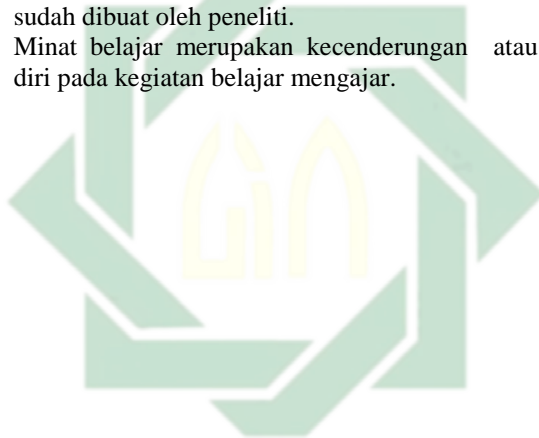 sudah dibuat oleh peneliti.
Minat belajar merupakan kecenderungan atau
diri pada kegiatan belajar mengajar.